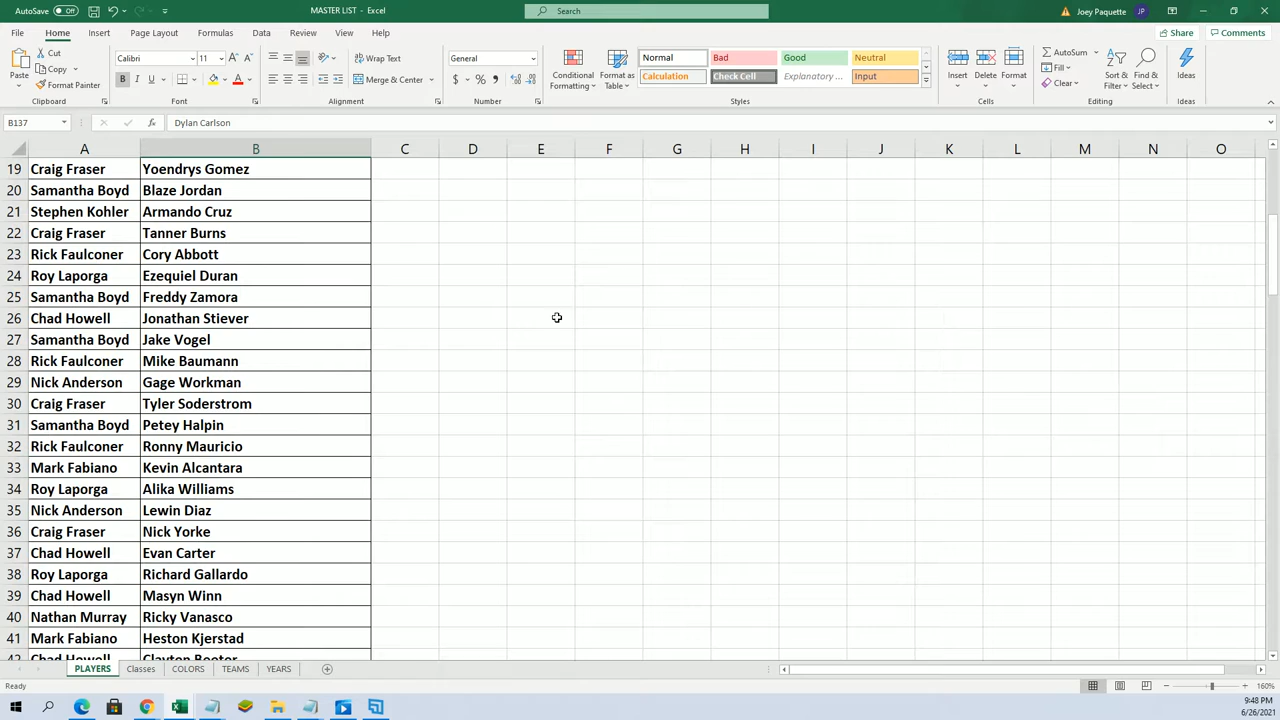 AutoSave Off MASTER LIST - Excel Search Joey Paquette JP
File Home Insert Page Layout Formulas Data Review View Help Share Comments
Paste Cut Copy Format Painter Clipboard
Calibri 11 B I U A Font
Wrap Text Merge & Center Alignment
General $ % Number
Conditional Formatting Format as Table
Normal Bad Good Neutral
Calculation Check Cell Explanatory ... Input
Styles
Insert Delete Format Cells
AutoSum Fill Clear Sort & Filter Find & Select Editing
Ideas Ideas
B137 fx Dylan Carlson
A B C D E F G H I J K L M N O
19 Craig Fraser Yoendrys Gomez
20 Samantha Boyd Blaze Jordan
21 Stephen Kohler Armando Cruz
22 Craig Fraser Tanner Burns
23 Rick Faulconer Cory Abbott
24 Roy Laporga Ezequiel Duran
25 Samantha Boyd Freddy Zamora
26 Chad Howell Jonathan Stiever
27 Samantha Boyd Jake Vogel
28 Rick Faulconer Mike Baumann
29 Nick Anderson Gage Workman
30 Craig Fraser Tyler Soderstrom
31 Samantha Boyd Petey Halpin
32 Rick Faulconer Ronny Mauricio
33 Mark Fabiano Kevin Alcantara
34 Roy Laporga Alika Williams
35 Nick Anderson Lewin Diaz
36 Craig Fraser Nick Yorke
37 Chad Howell Evan Carter
38 Roy Laporga Richard Gallardo
39 Chad Howell Masyn Winn
40 Nathan Murray Ricky Vanasco
41 Mark Fabiano Heston Kjerstad
42 Chad Howell Clayton Beeter
PLAYERS Classes COLORS TEAMS YEARS
Ready 160%
9:48 PM
6/26/2021